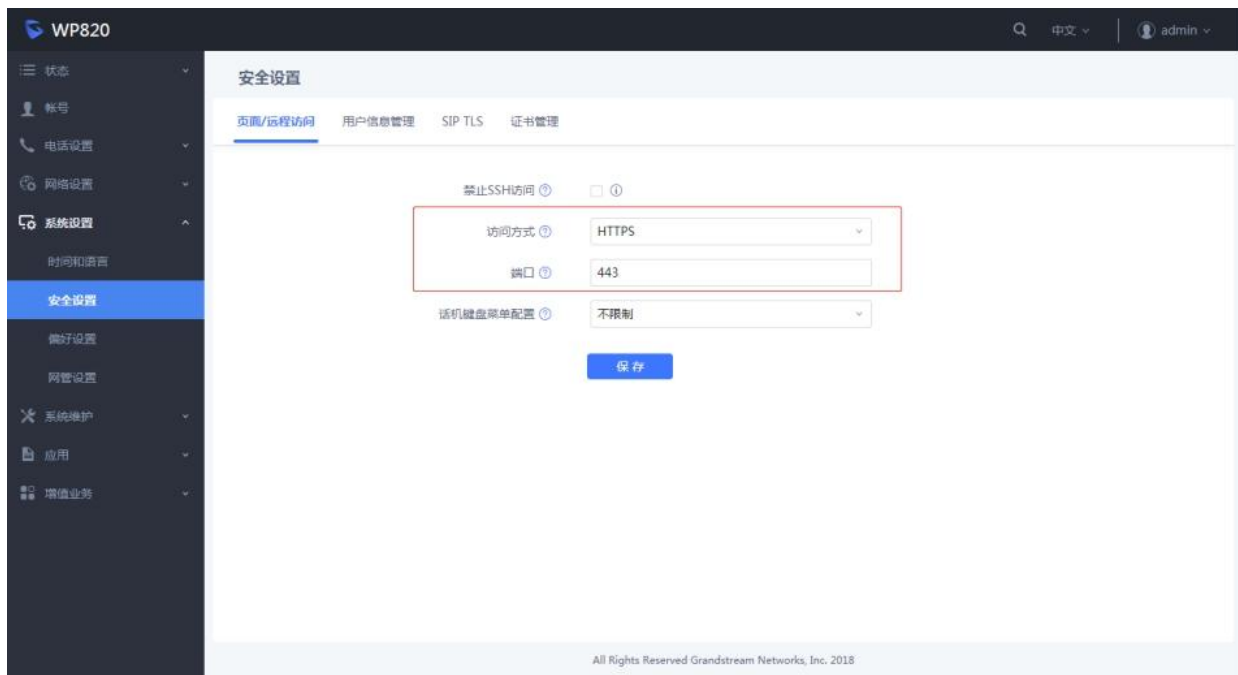 WP820
中文
admin
状态
帐号
电话设置
网络设置
系统设置
时间和语言
安全设置
偏好设置
网管设置
系统维护
应用
增值业务
安全设置
页面/远程访问 用户信息管理 SIP TLS 证书管理
禁止SSH访问
访问方式 HTTPS
端口 443
话机键盘菜单配置 不限制
保存
All Rights Reserved Grandstream Networks, Inc. 2018